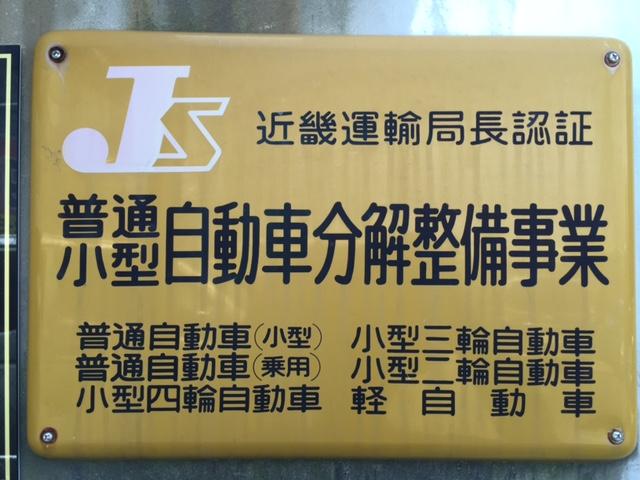 JS 近畿運輸局長認証
普通小型自動車分解整備事業
普通自動車(小型) 小型三輪自動車
普通自動車(乗用) 小型二輪自動車
小型四輪自動車 軽自動車